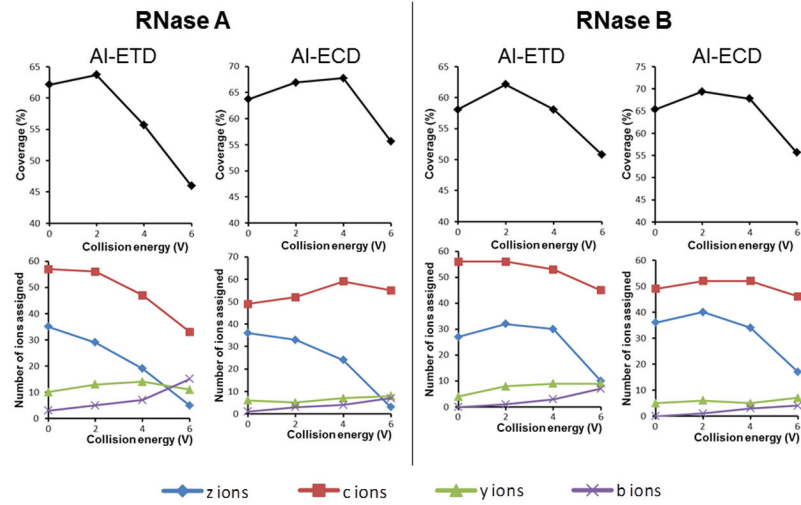 RNase A
RNase B
AI-ETD
AI-ECD
AI-ETD
AI-ECD
Coverage (%)
65
60
55
50
45
40
0 2 4 6
Collision energy (V)
Coverage (%)
70
65
60
55
50
45
40
0 2 4 6
Collision energy (V)
Coverage (%)
70
65
60
55
50
45
40
0 2 4 6
Collision energy (V)
Coverage (%)
75
70
65
60
55
50
45
40
0 2 4 6
Collision energy (V)
Number of ions assigned
60
50
40
30
20
10
0
0 2 4 6
Collision energy (V)
Number of ions assigned
70
60
50
40
30
20
10
0
0 2 4 6
Collision energy (V)
Number of ions assigned
60
50
40
30
20
10
0
0 2 4 6
Collision energy (V)
Number of ions assigned
60
50
40
30
20
10
0
0 2 4 6
Collision energy (V)
z ions c ions y ions b ions